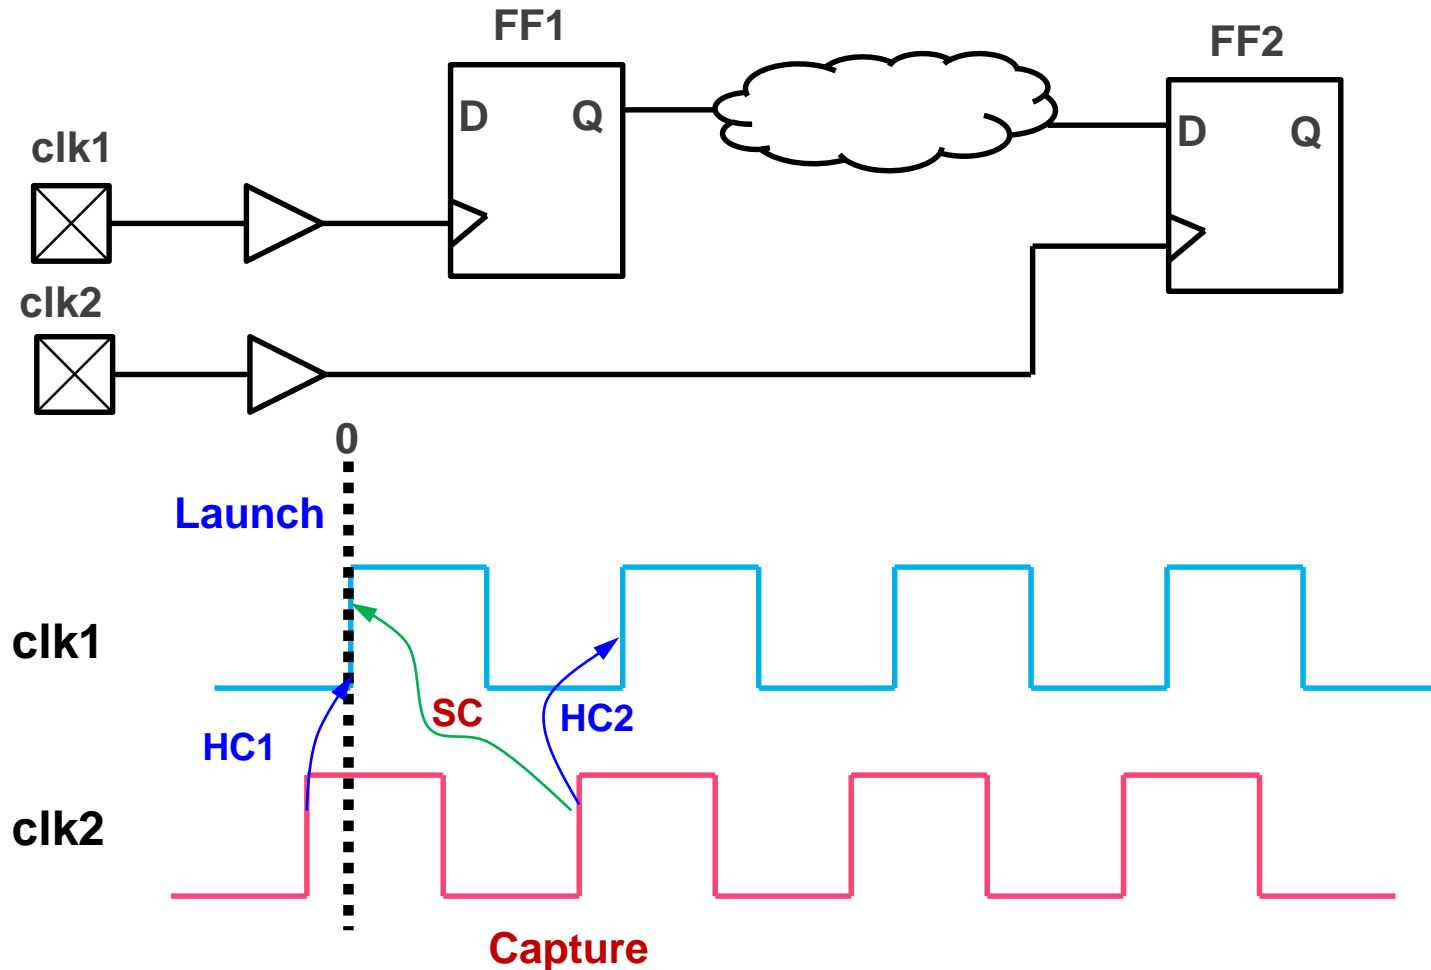 FF1
FF2
D
Q
D
Q
clk1
clk2
0
Launch
clk1
SC
HC2
HC1
clk2
Capture